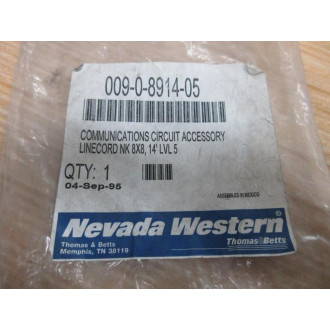 009-0-8914-05
COMMUNICATIONS CIRCUIT ACCESSORY
LINECORD NK 8X8, 14' LVL 5
QTY: 1
04-Sep-95
ASSEMBLED IN MEXICO
Nevada Western
Thomas & Betts
Memphis, TN 38119
Thomas&Betts